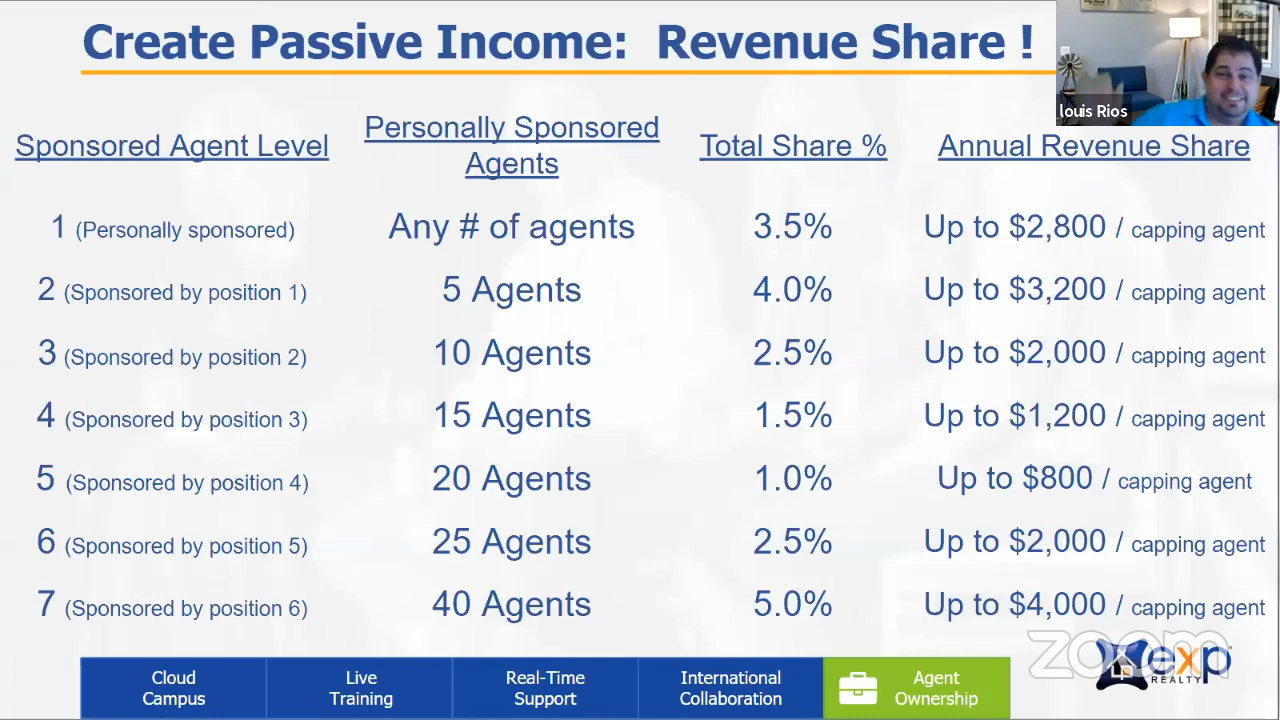 Create Passive Income: Revenue Share !
louis Rios
Sponsored Agent Level
Personally Sponsored
Agents
Total Share %
Annual Revenue Share
1 (Personally sponsored) Any # of agents 3.5% Up to $2,800 / capping agent
2 (Sponsored by position 1) 5 Agents 4.0% Up to $3,200 / capping agent
3 (Sponsored by position 2) 10 Agents 2.5% Up to $2,000 / capping agent
4 (Sponsored by position 3) 15 Agents 1.5% Up to $1,200 / capping agent
5 (Sponsored by position 4) 20 Agents 1.0% Up to $800 / capping agent
6 (Sponsored by position 5) 25 Agents 2.5% Up to $2,000 / capping agent
7 (Sponsored by position 6) 40 Agents 5.0% Up to $4,000 / capping agent
zoom
exp
REALTY
Cloud
Campus
Live
Training
Real-Time
Support
International
Collaboration
Agent
Ownership